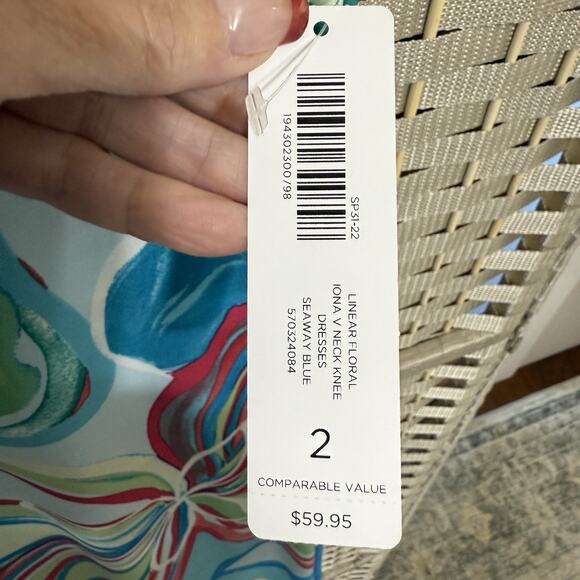 194302300798
SP31-22
LINEAR FLORAL
IONA V NECK KNEE
DRESSES
SEAWAY BLUE
570324084
2
COMPARABLE VALUE
$59.95